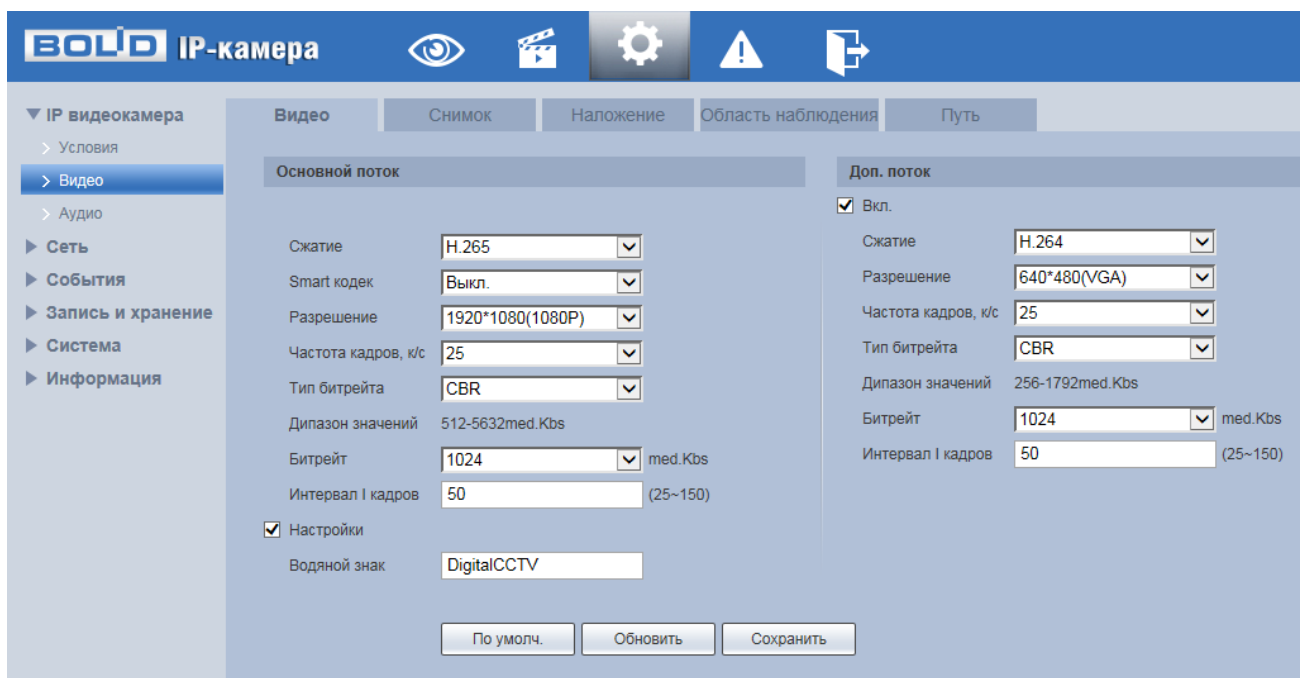 BOLID IP-камера
IP видеокамера
Условия
Видео
Аудио
Сеть
События
Запись и хранение
Система
Информация
Видео Снимок Наложение Область наблюдения Путь
Основной поток
Сжатие H.265
Smart кодек Выкл.
Разрешение 1920*1080(1080P)
Частота кадров, к/с 25
Тип битрейта CBR
Дипазон значений 512-5632med.Kbs
Битрейт 1024 med.Kbs
Интервал I кадров 50 (25~150)
Настройки
Водяной знак DigitalCCTV
По умолч. Обновить Сохранить
Доп. поток
Вкл.
Сжатие H.264
Разрешение 640*480(VGA)
Частота кадров, к/с 25
Тип битрейта CBR
Дипазон значений 256-1792med.Kbs
Битрейт 1024 med.Kbs
Интервал I кадров 50 (25~150)